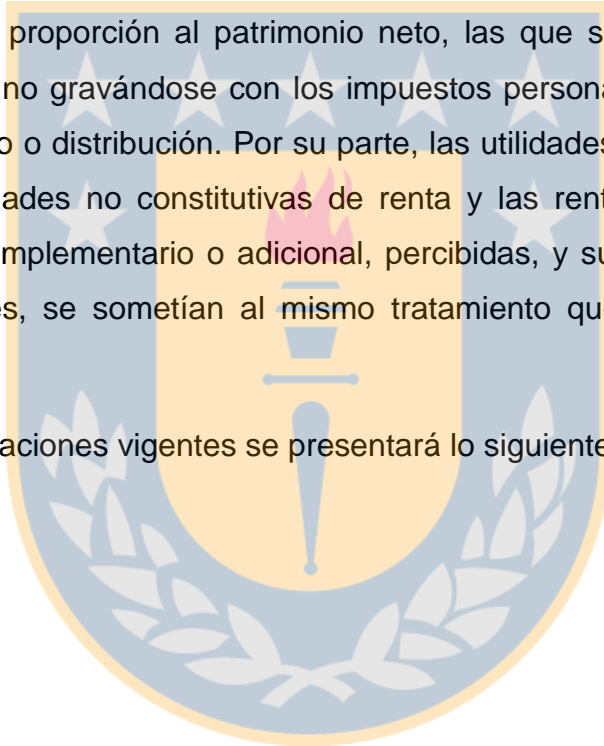 proporción al patrimonio neto, las que s
no gravándose con los impuestos persona
o o distribución. Por su parte, las utilidades
ades no constitutivas de renta y las rent
mplementario o adicional, percibidas, y su
es, se sometían al mismo tratamiento que
aciones vigentes se presentará lo siguiente